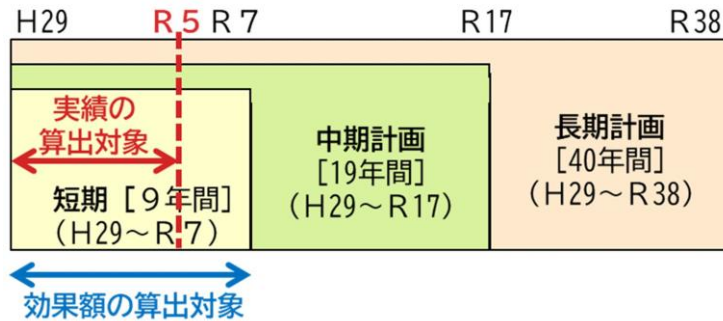 H29 R5 R7 R17 R38
実績の
算出対象
短期[9年間]
(H29～R7)
中期計画
[19年間]
(H29～R17)
長期計画
[40年間]
(H29～R38)
効果額の算出対象